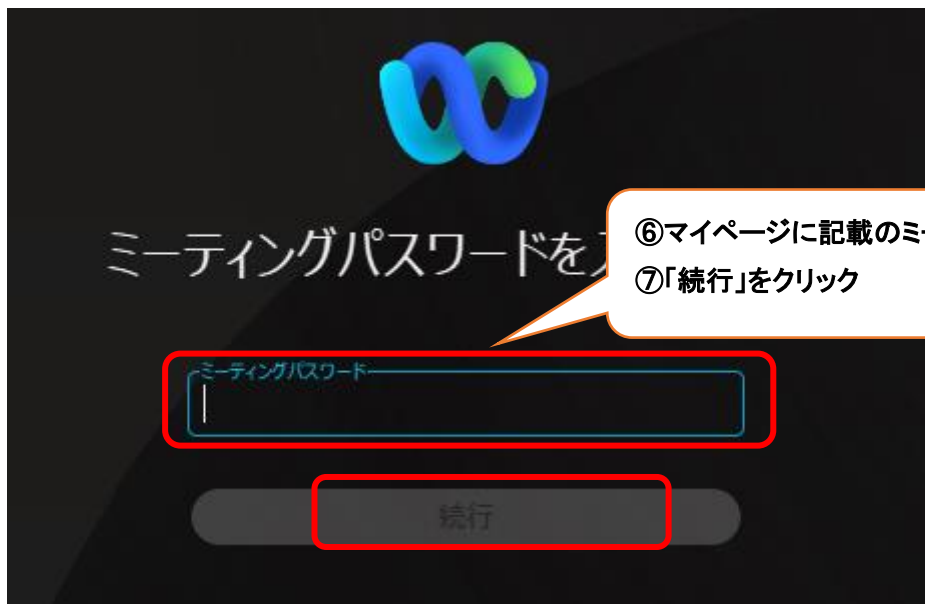 ミーティングパスワードを
⑥マイページに記載のミ
⑦「続行」をクリック
ミーティングパスワード
続行